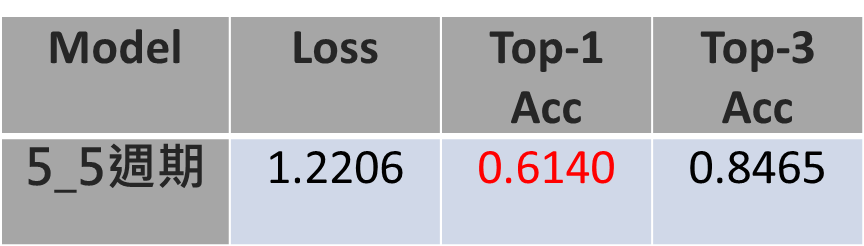 Model Loss Top-1 Acc Top-3 Acc
5_5週期 1.2206 0.6140 0.8465